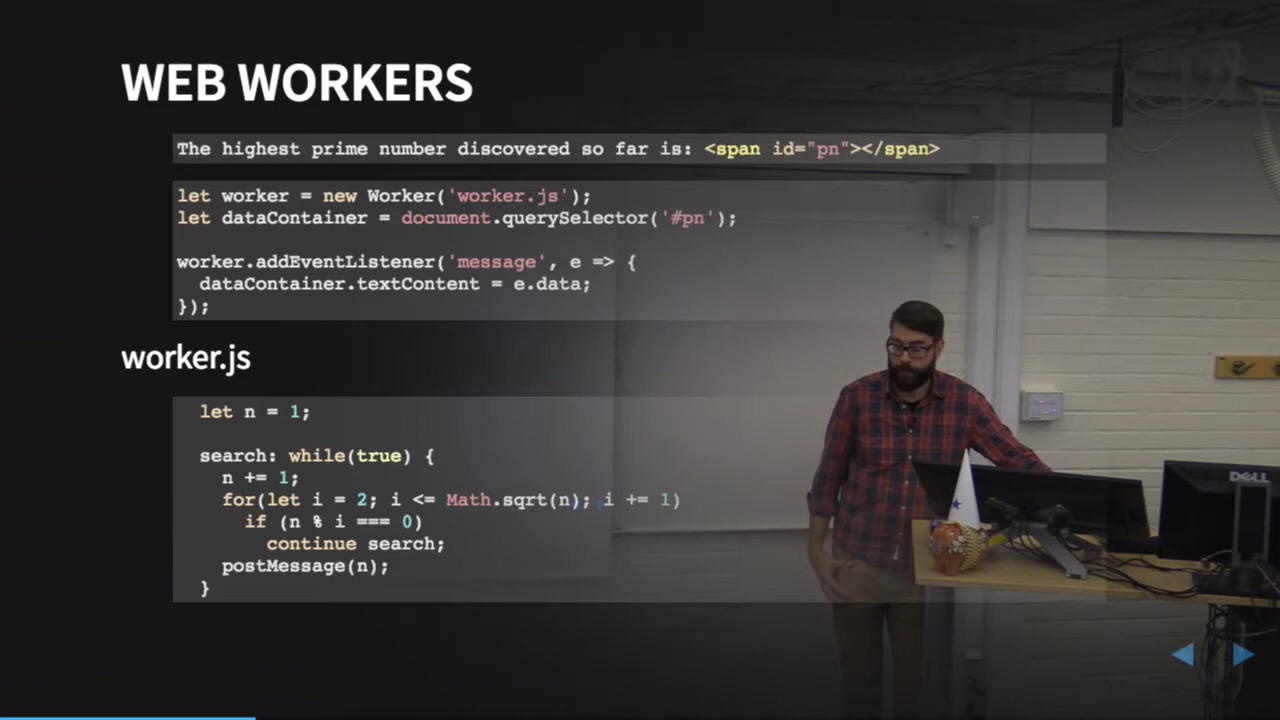 WEB WORKERS
The highest prime number discovered so far is: <span id="pn"></span>
let worker = new Worker('worker.js');
let dataContainer = document.querySelector('#pn');
worker.addEventListener('message', e => {
  dataContainer.textContent = e.data;
});
worker.js
let n = 1;
search: while(true) {
  n += 1;
  for(let i = 2; i <= Math.sqrt(n); i += 1)
    if (n % i === 0)
      continue search;
  postMessage(n);
}
DELL